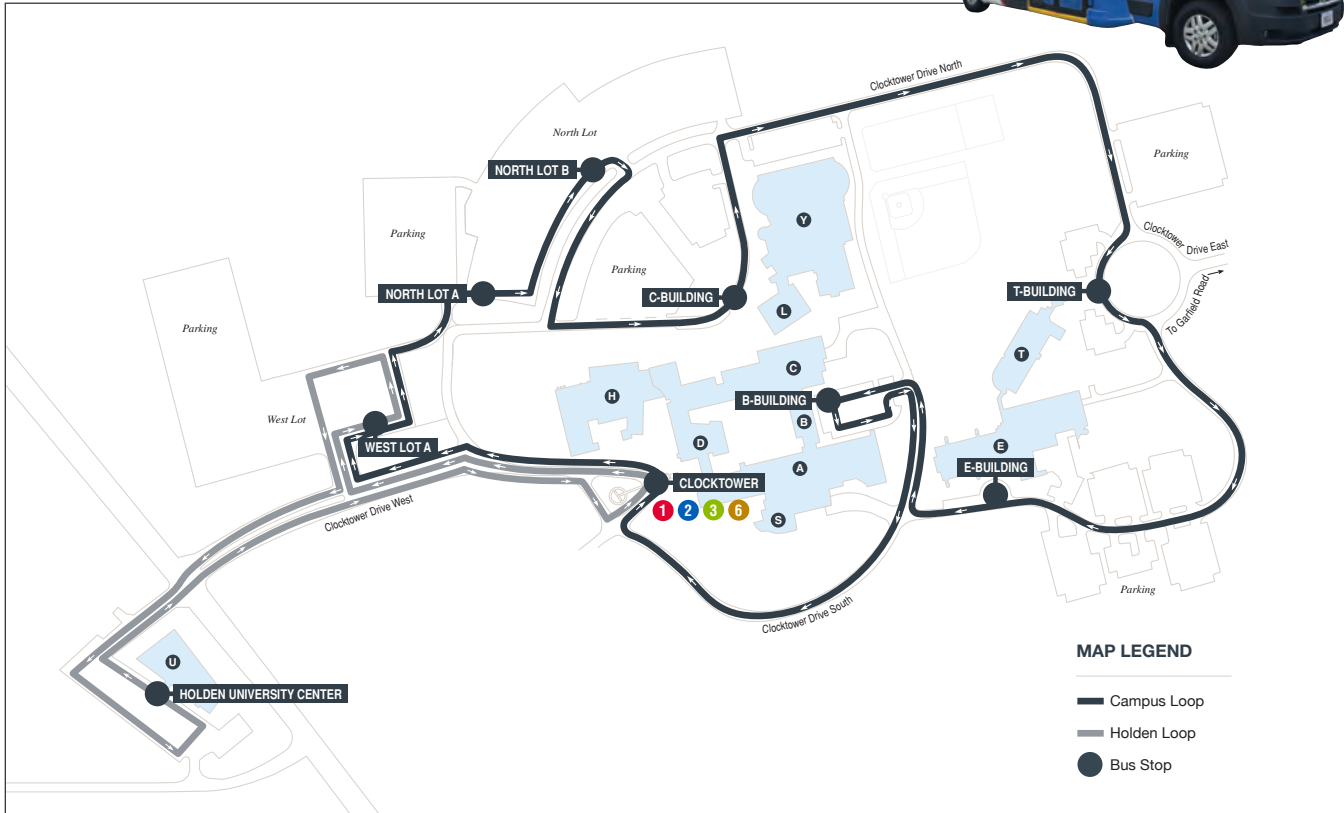 Clocktower Drive North
North Lot
NORTH LOT B
Parking
Parking
Clocktower Drive East
To Garfield Road
Y
Parking
NORTH LOT A
C-BUILDING
T-BUILDING
L
Parking
T
C
H
B-BUILDING
B
West Lot
WEST LOT A
D
A
E
E-BUILDING
CLOCKTOWER
1 2 3 6
S
Clocktower Drive West
Clocktower Drive South
Parking
U
HOLDEN UNIVERSITY CENTER
MAP LEGEND
Campus Loop
Holden Loop
Bus Stop